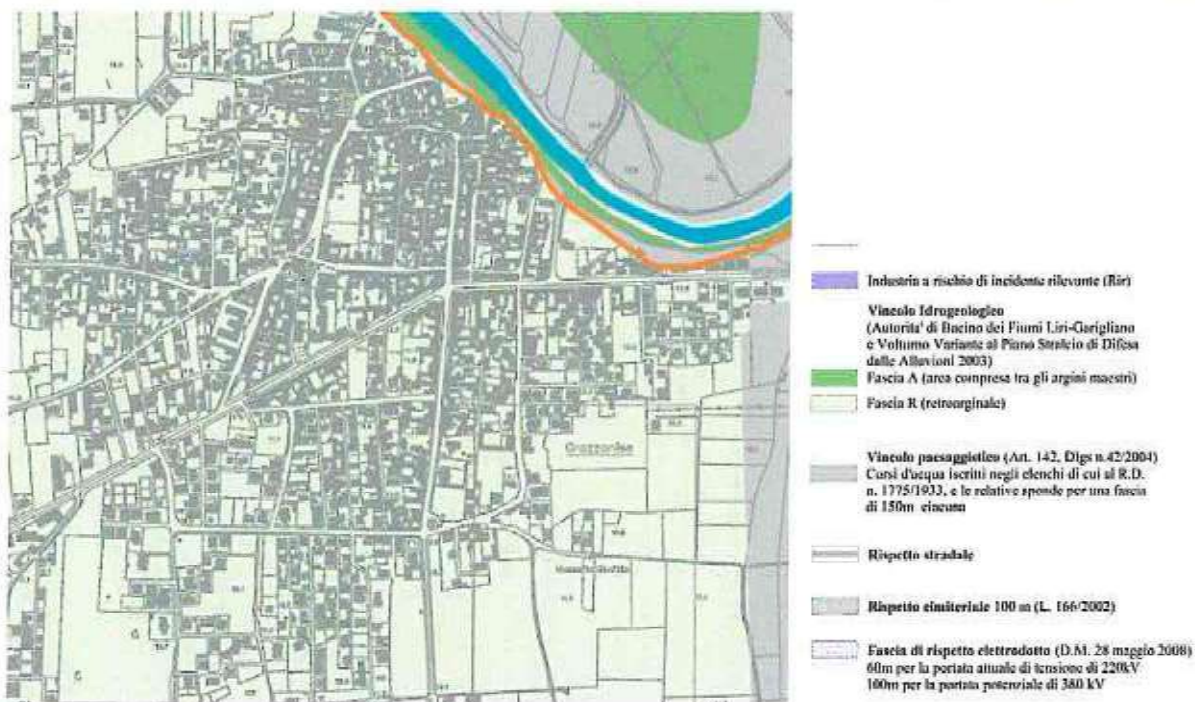 Grazzanise
Industria a rischio di incidente rilevante (Rir)
Vincolo Idrogeologico
(Autorita' di Bacino dei Fiumi Liri-Garigliano
e Volturno Variante al Piano Stralcio di Difesa
dalle Alluvioni 2003)
Fascia A (area compresa tra gli argini maestri)
Fascia R (retroarginale)
Vincolo paesaggistico (Art. 142, Dlgs n.42/2004)
Corsi d'acqua iscritti negli elenchi di cui al R.D.
n. 1775/1933, e le relative sponde per una fascia
di 150m ciascuna
Rispetto stradale
Rispetto cimiteriale 100 m (L. 166/2002)
Fascia di rispetto elettrodotto (D.M. 28 maggio 2008)
60m per la portata attuale di tensione di 220kV
100m per la portata potenziale di 380 kV